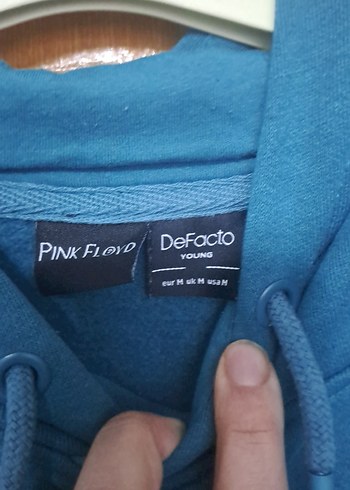 PINK FLOYD
DeFacto
YOUNG
eur M uk M usa M